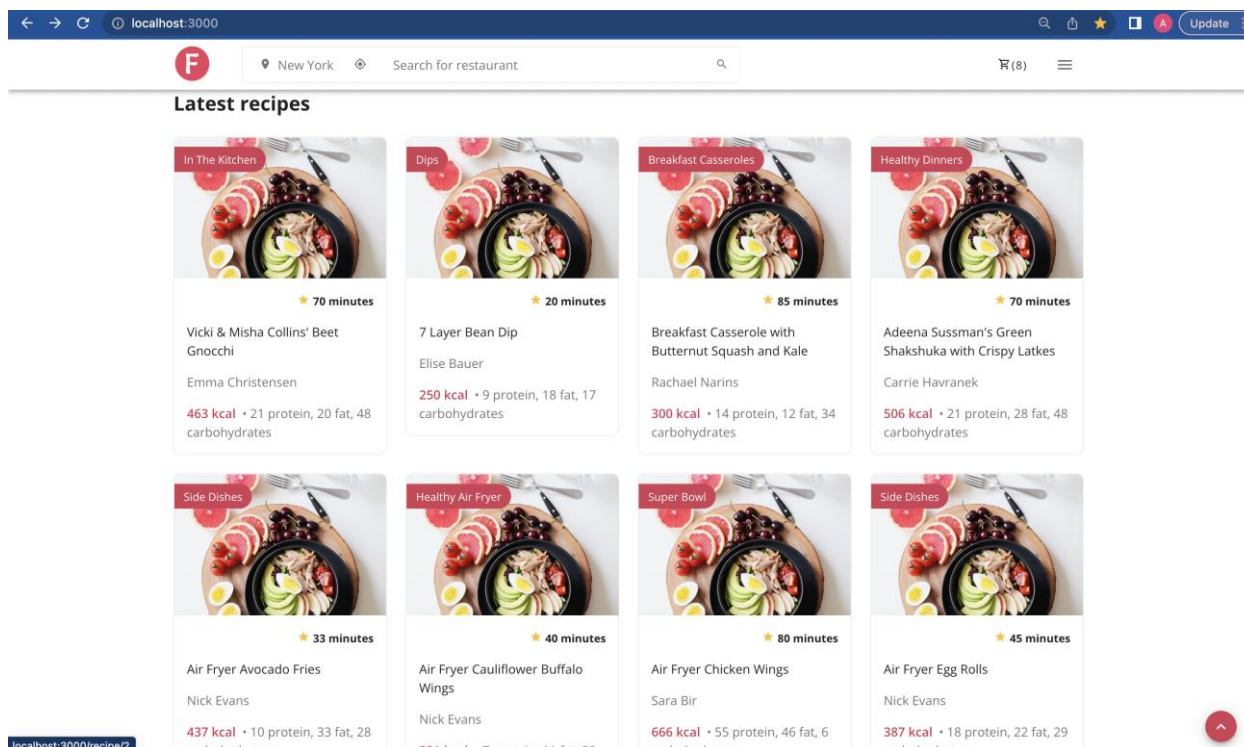 localhost:3000
Update
F
New York
Search for restaurant
(8)
Latest recipes
In The Kitchen
Dips
Breakfast Casseroles
Healthy Dinners
70 minutes
20 minutes
85 minutes
70 minutes
Vicki & Misha Collins' Beet
Gnocchi
Emma Christensen
463 kcal • 21 protein, 20 fat, 48
carbohydrates
7 Layer Bean Dip
Elise Bauer
250 kcal • 9 protein, 18 fat, 17
carbohydrates
Breakfast Casserole with
Butternut Squash and Kale
Rachael Narins
300 kcal • 14 protein, 12 fat, 34
carbohydrates
Adeena Sussman's Green
Shakshuka with Crispy Latkes
Carrie Havranek
506 kcal • 21 protein, 28 fat, 48
carbohydrates
Side Dishes
Healthy Air Fryer
Super Bowl
Side Dishes
33 minutes
40 minutes
80 minutes
45 minutes
Air Fryer Avocado Fries
Nick Evans
437 kcal • 10 protein, 33 fat, 28
Air Fryer Cauliflower Buffalo
Wings
Nick Evans
Air Fryer Chicken Wings
Sara Bir
666 kcal • 55 protein, 46 fat, 6
Air Fryer Egg Rolls
Nick Evans
387 kcal • 18 protein, 22 fat, 29
localhost:3000/recipe/2